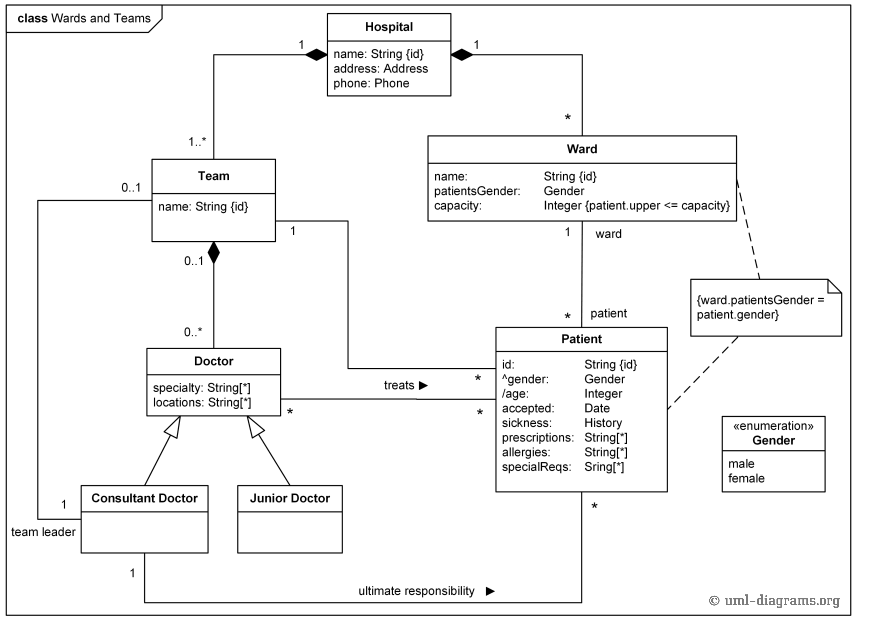 class Wards and Teams
Hospital
name: String {id}
address: Address
phone: Phone
1
1
1..*
*
Team
name: String {id}
Ward
name: String {id}
patientsGender: Gender
capacity: Integer {patient.upper <= capacity}
0..1
1
0..1
1
ward
{ward.patientsGender =
patient.gender}
0..*
*
patient
Doctor
specialty: String[*]
locations: String[*]
Patient
id: String {id}
^gender: Gender
/age: Integer
accepted: Date
sickness: History
prescriptions: String[*]
allergies: String[*]
specialReqs: Sring[*]
*
treats ►
*
*
«enumeration»
Gender
male
female
Consultant Doctor
Junior Doctor
1
team leader
*
1
ultimate responsibility ►
© uml-diagrams.org